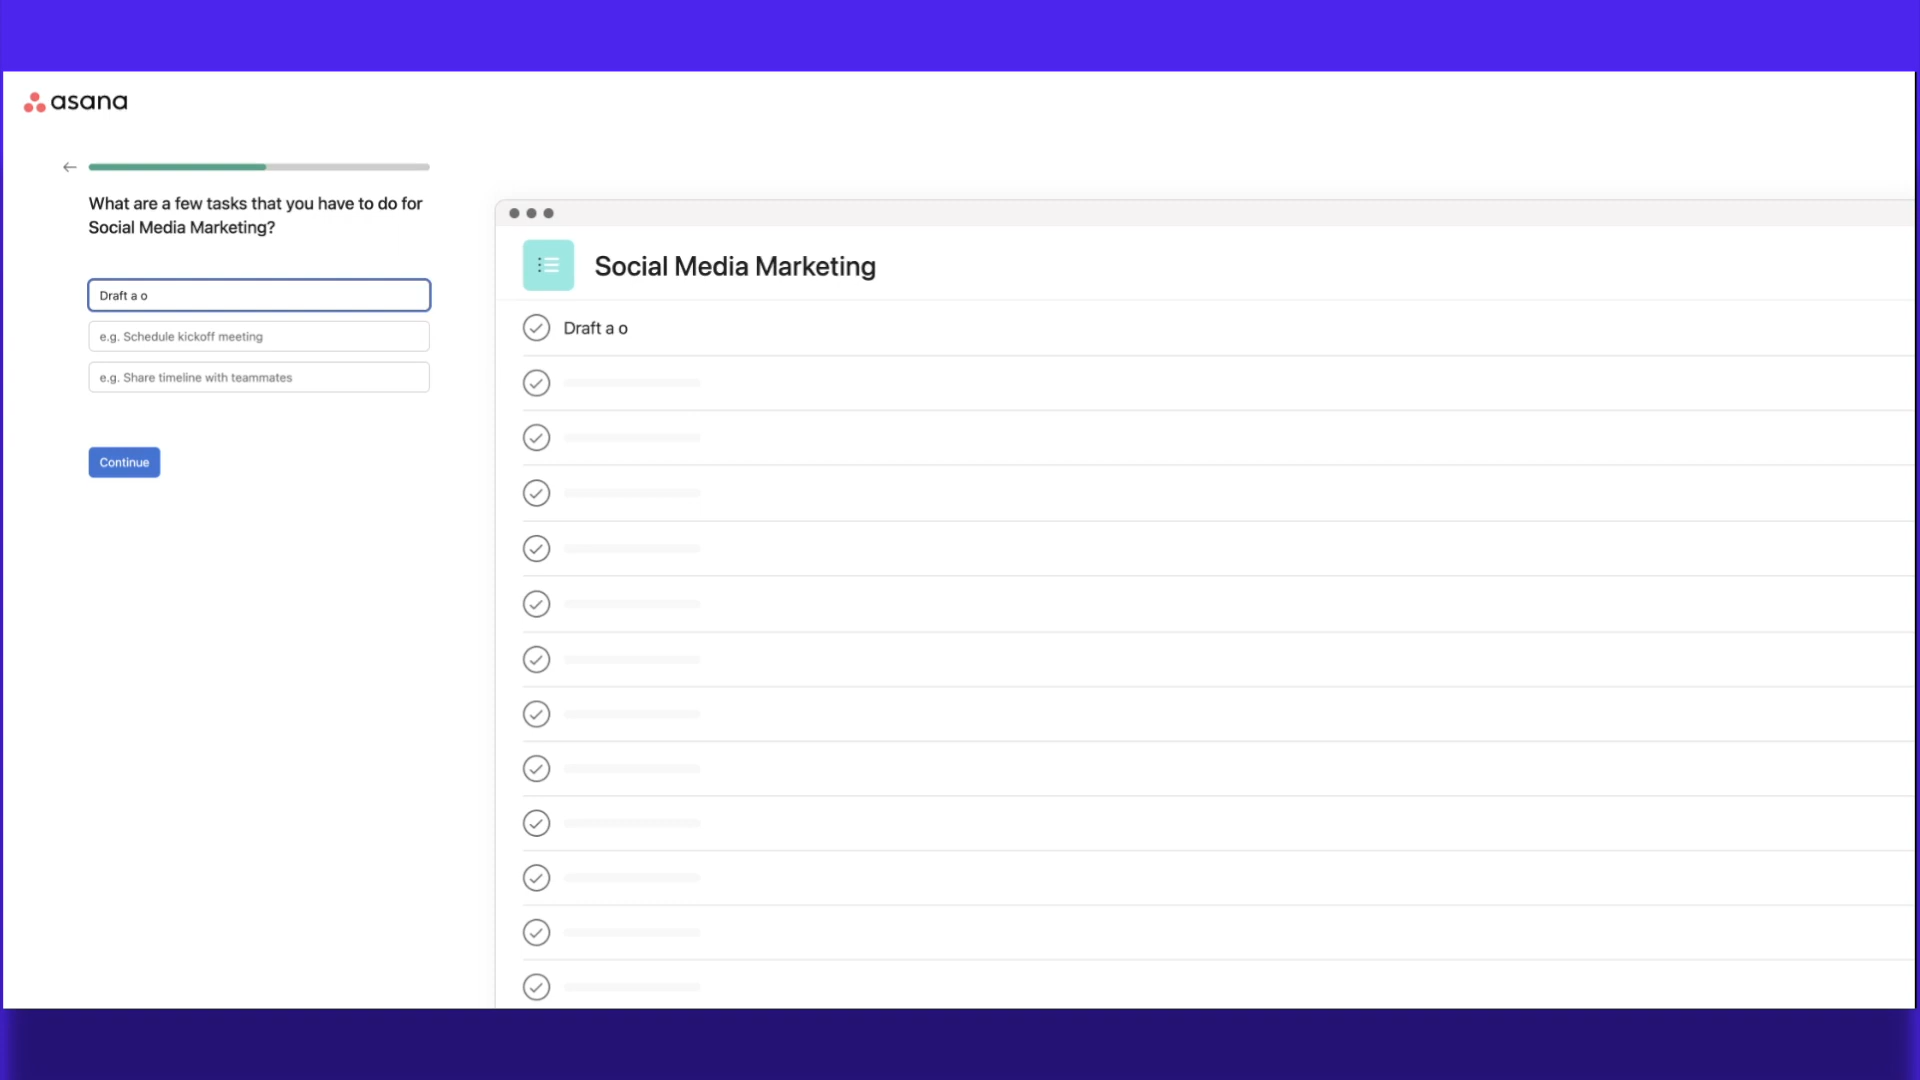 asana
What are a few tasks that you have to do for
Social Media Marketing?
Draft a o
e.g. Schedule kickoff meeting
e.g. Share timeline with teammates
Continue
Social Media Marketing
Draft a o